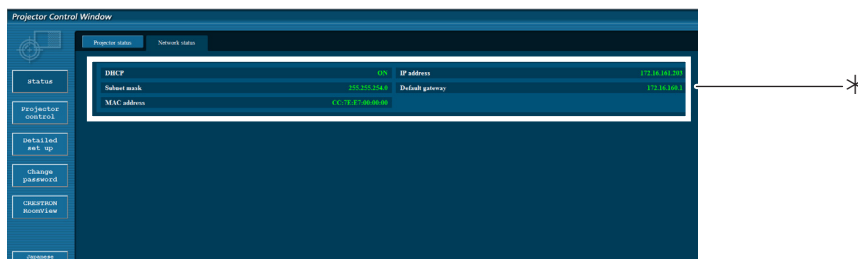 Projector Control Window
Projector status Network status
DHCP ON IP address 172.16.161.203
Subnet mask 255.255.254.0 Default gateway 172.16.160.1
MAC address CC:7E:E7:00:00:00
Status
Projector
control
Detailed
set up
Change
password
CRESTRON
RoomView
Japanese